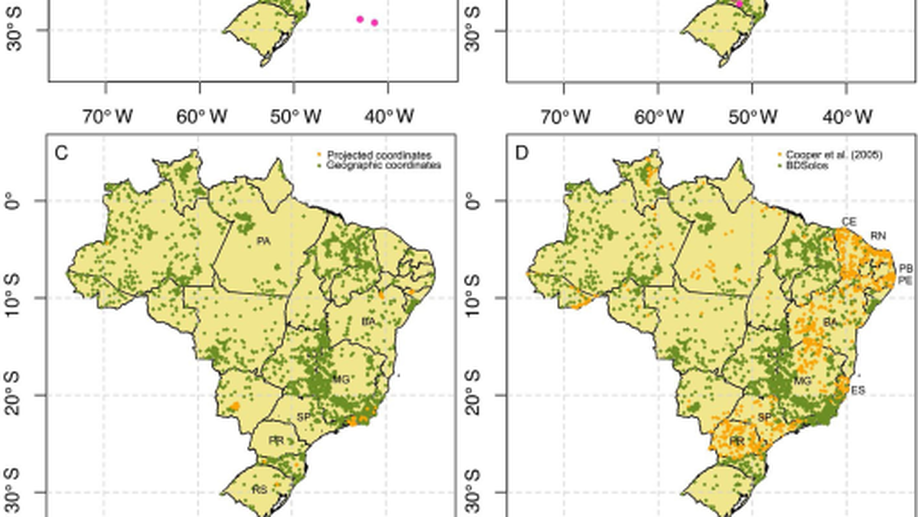 30° S
30° S
70° W 60° W 50° W 40° W
70° W 60° W 50° W 40° W
C
Projected coordinates
Geographic coordinates
0°
10° S
20° S
30° S
PA
BA
MG
SP
PR
RS
D
Cooper et al. (2005)
BDSolos
0°
10° S
20° S
30° S
CE
RN
PB
PE
BA
MG
ES
SP
PR